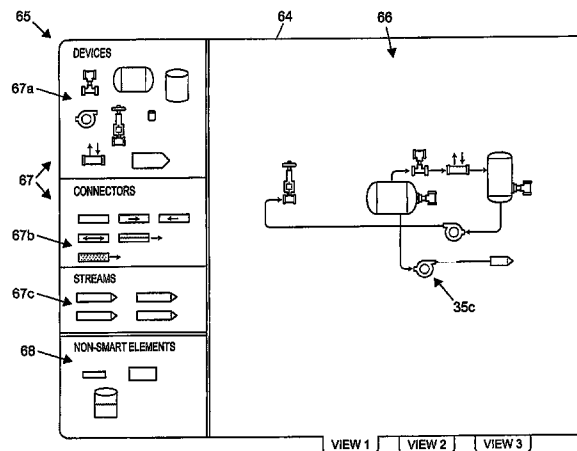 65
64
66
DEVICES
67a
67
CONNECTORS
67b
STREAMS
67c
35c
NON-SMART ELEMENTS
68
VIEW 1 VIEW 2 VIEW 3